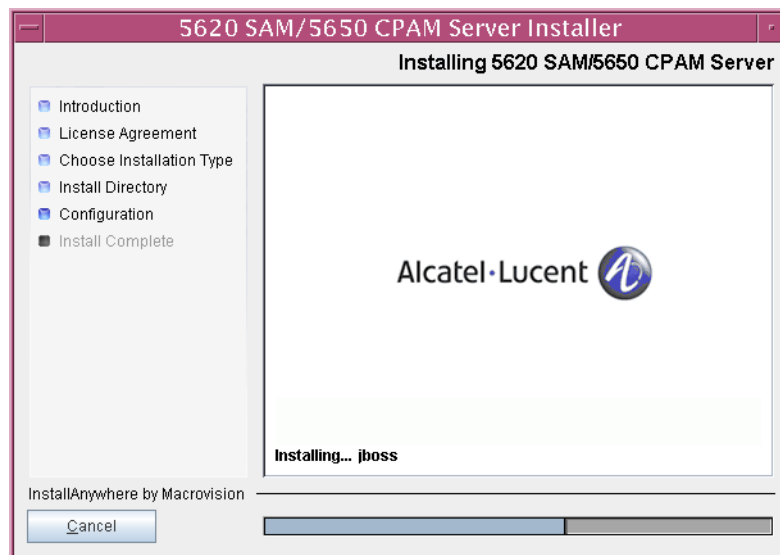 5620 SAM/5650 CPAM Server Installer
Installing 5620 SAM/5650 CPAM Server
Introduction
License Agreement
Choose Installation Type
Install Directory
Configuration
Install Complete
Alcatel·Lucent
Installing... jboss
InstallAnywhere by Macrovision
Cancel